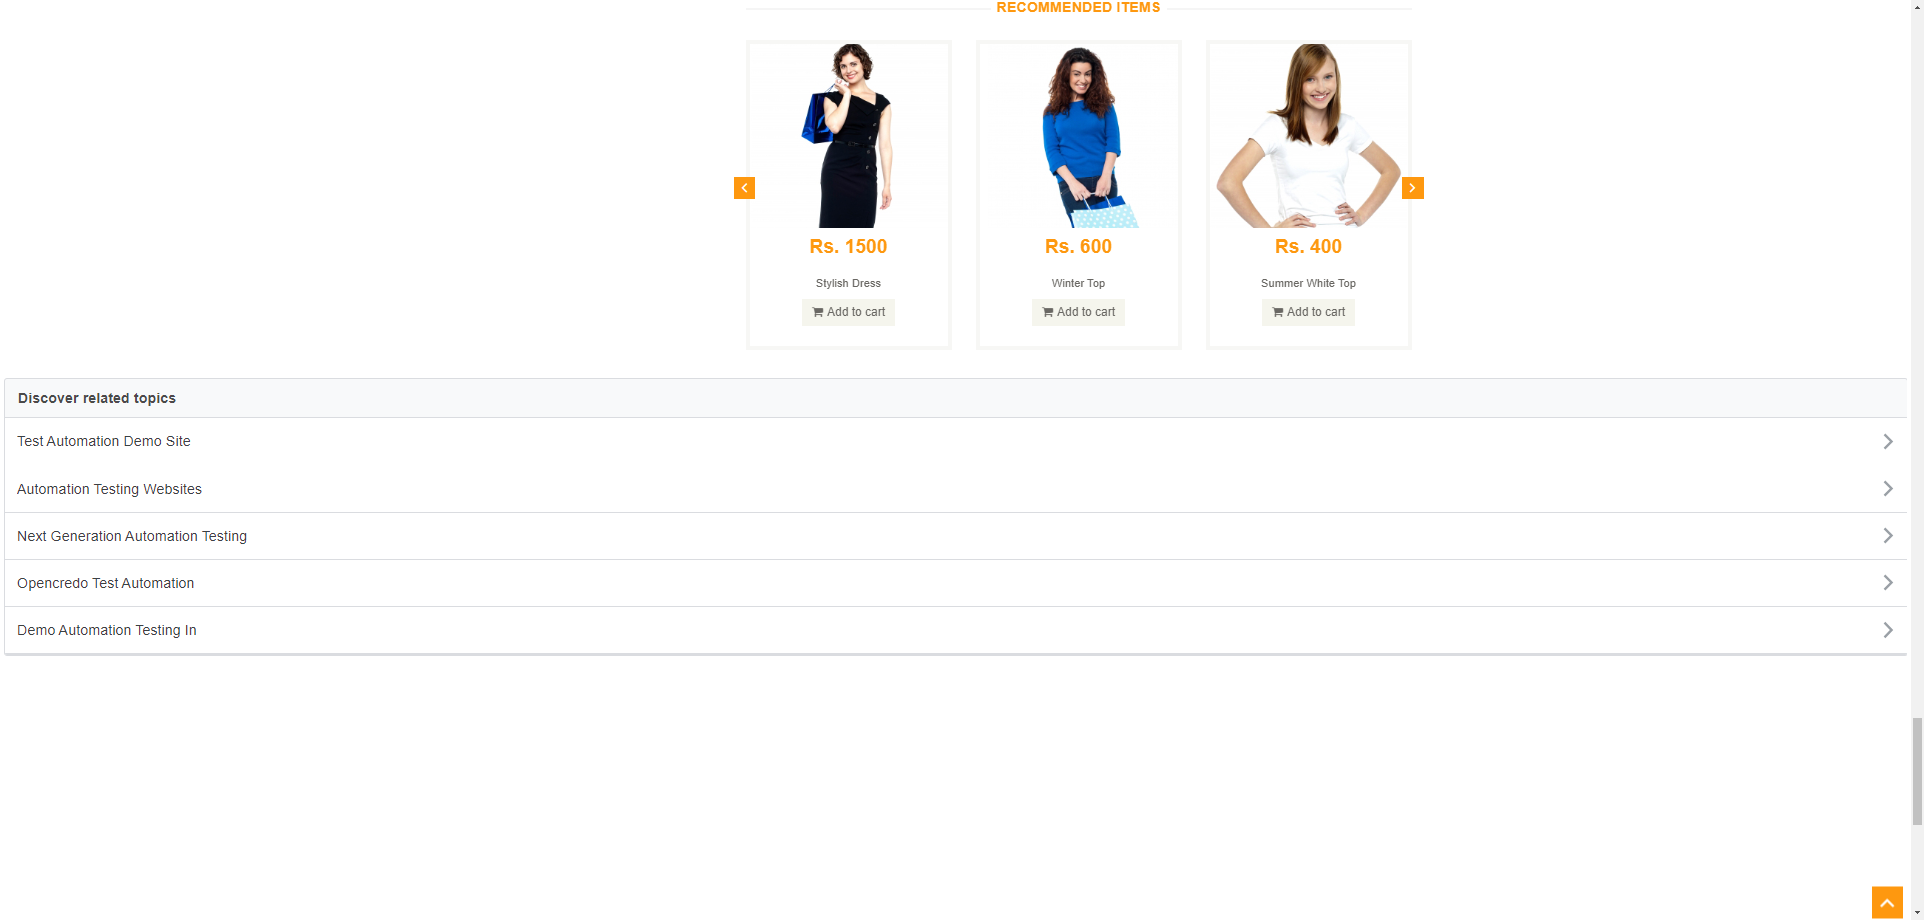 RECOMMENDED ITEMS
Rs. 1500
Stylish Dress
Add to cart
Rs. 600
Winter Top
Add to cart
Rs. 400
Summer White Top
Add to cart
Discover related topics
Test Automation Demo Site
Automation Testing Websites
Next Generation Automation Testing
Opencredo Test Automation
Demo Automation Testing In